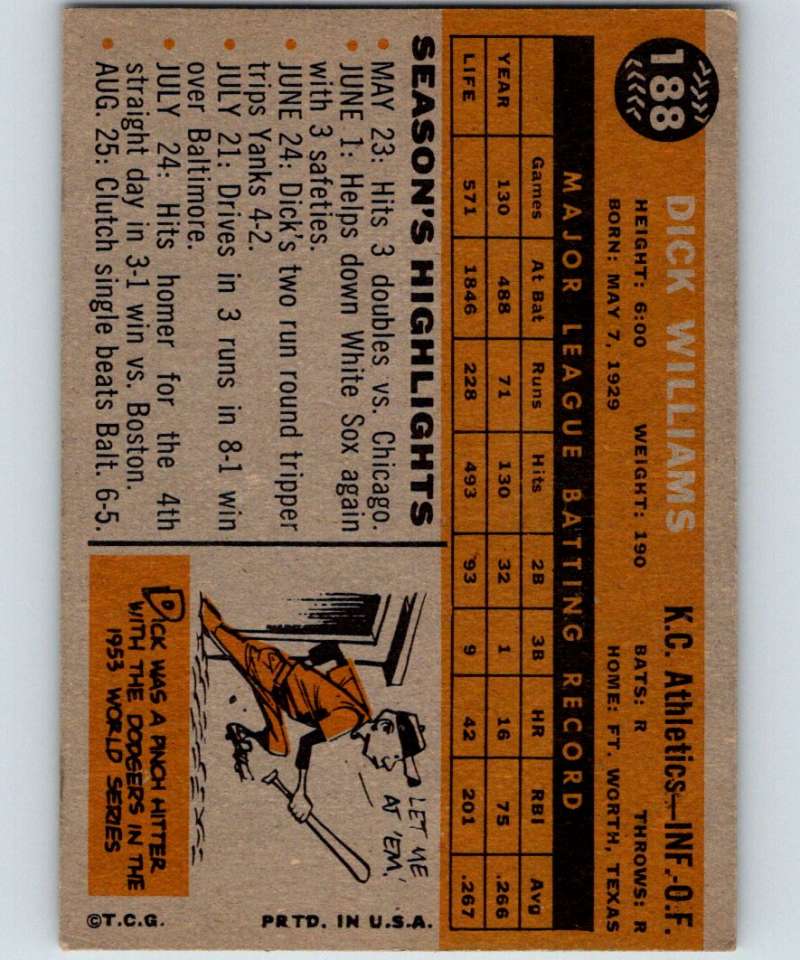 188
DICK WILLIAMS K.C. Athletics—INF.-O.F.
HEIGHT: 6:00 WEIGHT: 190 BATS: R THROWS: R
BORN: MAY 7, 1929 HOME: FT. WORTH, TEXAS
MAJOR LEAGUE BATTING RECORD
YEAR Games At Bat Runs Hits 2B 3B HR RBI Avg
YEAR 130 488 71 130 32 1 16 75 .266
LIFE 571 1846 228 493 93 9 42 201 .267
SEASON'S HIGHLIGHTS
• MAY 23: Hits 3 doubles vs. Chicago.
• JUNE 1: Helps down White Sox again
with 3 safeties.
• JUNE 24: Dick's two run round tripper
trips Yanks 4-2.
• JULY 21: Drives in 3 runs in 8-1 win
over Baltimore.
• JULY 24: Hits homer for the 4th
straight day in 3-1 win vs. Boston.
• AUG. 25: Clutch single beats Balt. 6-5.
LET ME
AT 'EM!
DICK WAS A PINCH HITTER
WITH THE DODGERS IN THE
1953 WORLD SERIES
©T.C.G. PRTD. IN U.S.A.